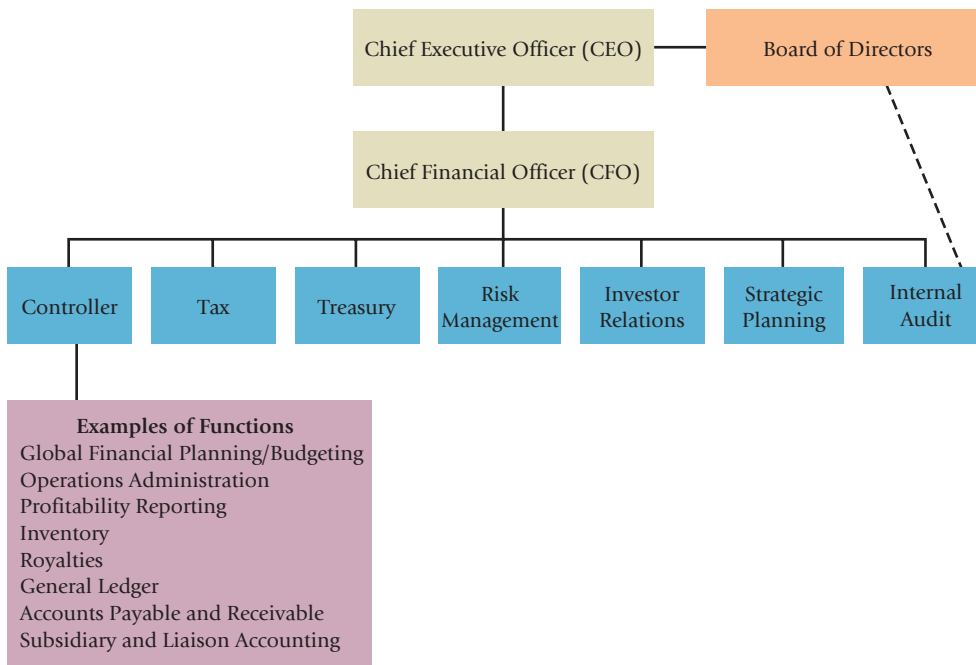 Chief Executive Officer (CEO)
Board of Directors
Chief Financial Officer (CFO)
Controller
Tax
Treasury
Risk
Management
Investor
Relations
Strategic
Planning
Internal
Audit
Examples of Functions
Global Financial Planning/Budgeting
Operations Administration
Profitability Reporting
Inventory
Royalties
General Ledger
Accounts Payable and Receivable
Subsidiary and Liaison Accounting